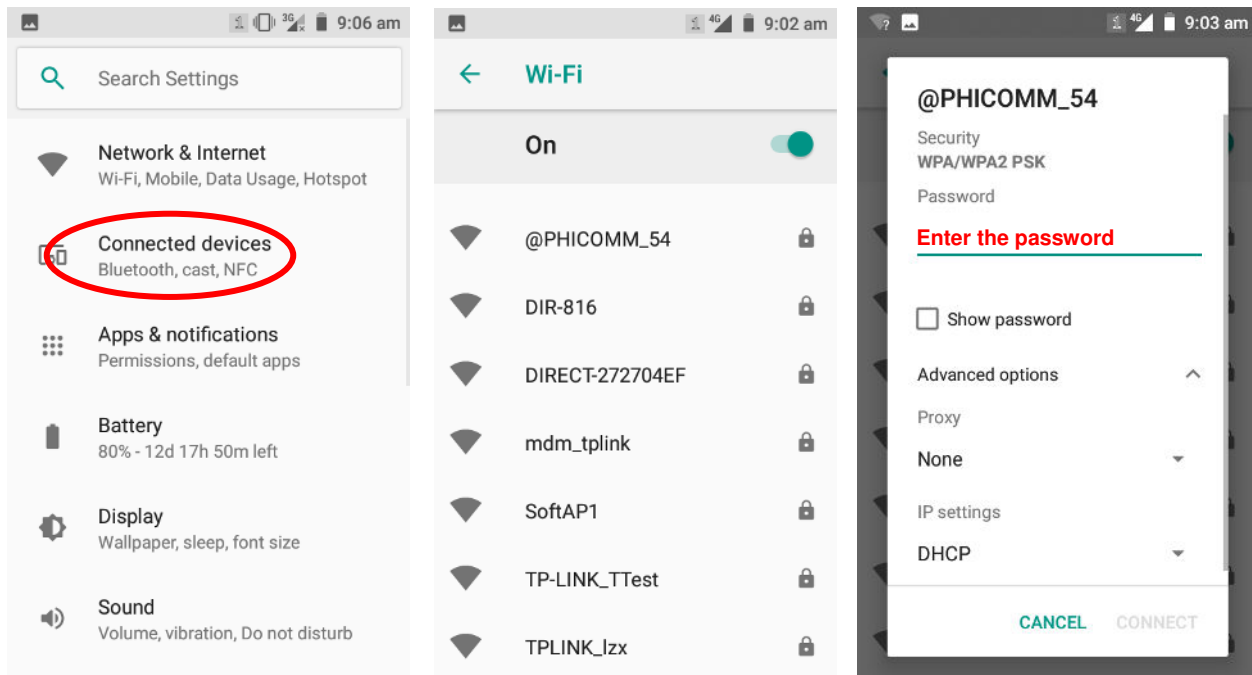 3G 9:06 am
Search Settings
Network & Internet
Wi-Fi, Mobile, Data Usage, Hotspot
Connected devices
Bluetooth, cast, NFC
Apps & notifications
Permissions, default apps
Battery
80% - 12d 17h 50m left
Display
Wallpaper, sleep, font size
Sound
Volume, vibration, Do not disturb
4G 9:02 am
Wi-Fi
On
@PHICOMM_54
DIR-816
DIRECT-272704EF
mdm_tplink
SoftAP1
TP-LINK_TTest
TPLINK_lzx
4G 9:03 am
@PHICOMM_54
Security
WPA/WPA2 PSK
Password
Enter the password
Show password
Advanced options
Proxy
None
IP settings
DHCP
CANCEL CONNECT